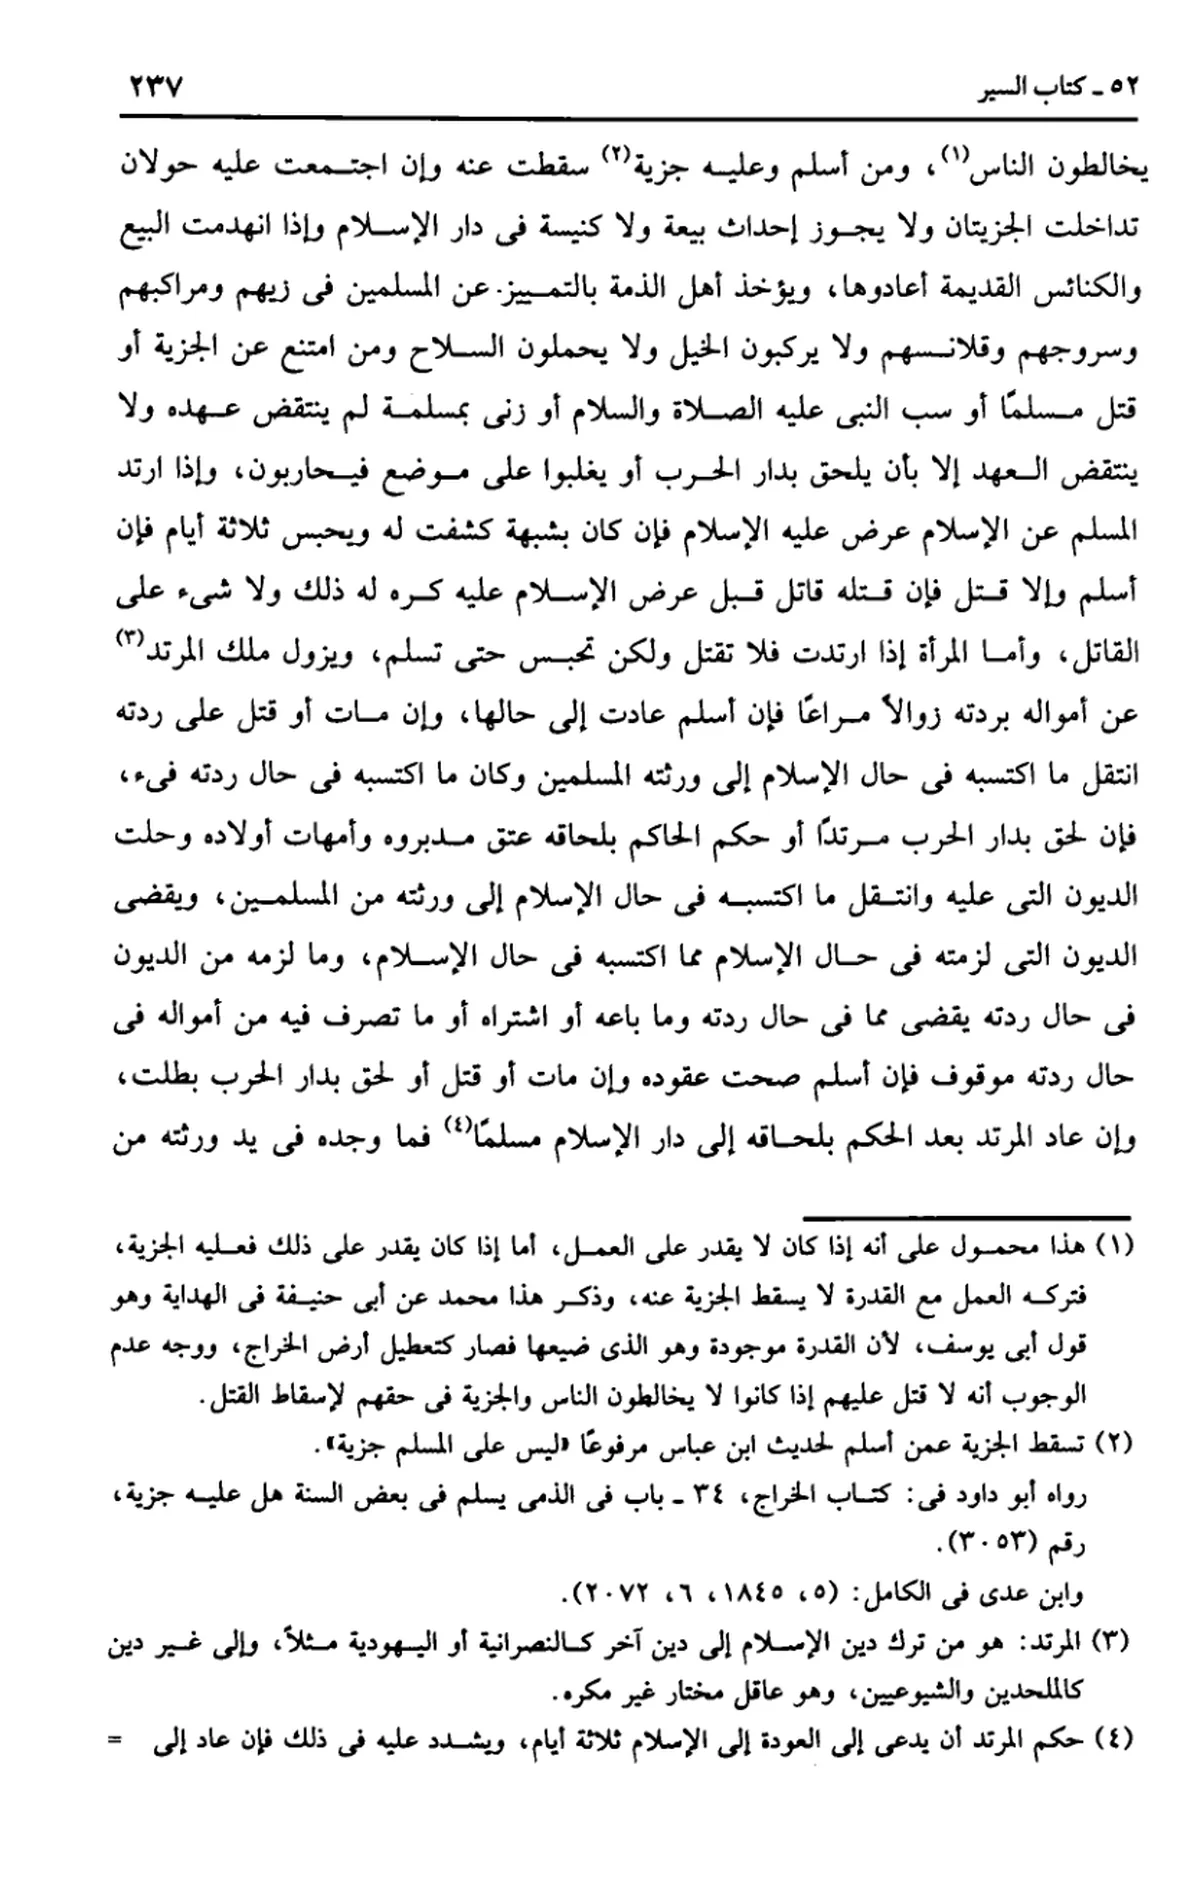 ٥٢ - كتاب السير ٢٣٧
يخالطون الناس(١)، ومن أسلم وعليه جزية(٢) سقطت عنه وإن اجتمعت عليه حولان
تداخلت الجزيتان ولا يجوز إحداث بيعة ولا كنيسة فى دار الإسلام وإذا انهدمت البيع
والكنائس القديمة أعادوها، ويؤخذ أهل الذمة بالتمييز عن المسلمين فى زيهم ومراكبهم
وسروجهم وقلانسهم ولا يركبون الخيل ولا يحملون السلاح ومن امتنع عن الجزية أو
قتل مسلمًا أو سب النبى عليه الصلاة والسلام أو زنى بمسلمة لم ينتقض عهده ولا
ينتقض العهد إلا بأن يلحق بدار الحرب أو يغلبوا على موضع فيحاربون، وإذا ارتد
المسلم عن الإسلام عرض عليه الإسلام فإن كان بشبهة كشفت له ويحبس ثلاثة أيام فإن
أسلم وإلا قتل فإن قتله قاتل قبل عرض الإسلام عليه كره له ذلك ولا شىء على
القاتل، وأما المرأة إذا ارتدت فلا تقتل ولكن تحبس حتى تسلم، ويزول ملك المرتد(٣)
عن أمواله بردته زوالاً مراعًا فإن أسلم عادت إلى حالها، وإن مات أو قتل على ردته
انتقل ما اكتسبه فى حال الإسلام إلى ورثته المسلمين وكان ما اكتسبه فى حال ردته فىء،
فإن لحق بدار الحرب مرتدًا أو حكم الحاكم بلحاقه عتق مدبروه وأمهات أولاده وحلت
الديون التى عليه وانتقل ما اكتسبه فى حال الإسلام إلى ورثته من المسلمين، ويقضى
الديون التى لزمته فى حال الإسلام مما اكتسبه فى حال الإسلام، وما لزمه من الديون
فى حال ردته يقضى مما فى حال ردته وما باعه أو اشتراه أو ما تصرف فيه من أمواله فى
حال ردته موقوف فإن أسلم صحت عقوده وإن مات أو قتل أو لحق بدار الحرب بطلت،
وإن عاد المرتد بعد الحكم بلحاقه إلى دار الإسلام مسلمًا(٤) فما وجده فى يد ورثته من
(١) هذا محمول على أنه إذا كان لا يقدر على العمل، أما إذا كان يقدر على ذلك فعليه الجزية،
فتركه العمل مع القدرة لا يسقط الجزية عنه، وذكر هذا محمد عن أبى حنيفة فى الهداية وهو
قول أبى يوسف، لأن القدرة موجودة وهو الذى ضيعها فصار كتعطيل أرض الخراج، ووجه عدم
الوجوب أنه لا قتل عليهم إذا كانوا لا يخالطون الناس والجزية فى حقهم لإسقاط القتل.
(٢) تسقط الجزية عمن أسلم لحديث ابن عباس مرفوعًا «ليس على المسلم جزية».
رواه أبو داود فى: كتاب الخراج، ٣٤ - باب فى الذمى يسلم فى بعض السنة هل عليه جزية،
رقم (٣٠٥٣).
وابن عدى فى الكامل: (٥، ١٨٤٥، ٦، ٢٠٧٢).
(٣) المرتد: هو من ترك دين الإسلام إلى دين آخر كالنصرانية أو اليهودية مثلاً، وإلى غير دين
كالملحدين والشيوعيين، وهو عاقل مختار غير مكره.
(٤) حكم المرتد أن يدعى إلى العودة إلى الإسلام ثلاثة أيام، ويشدد عليه فى ذلك فإن عاد إلى =